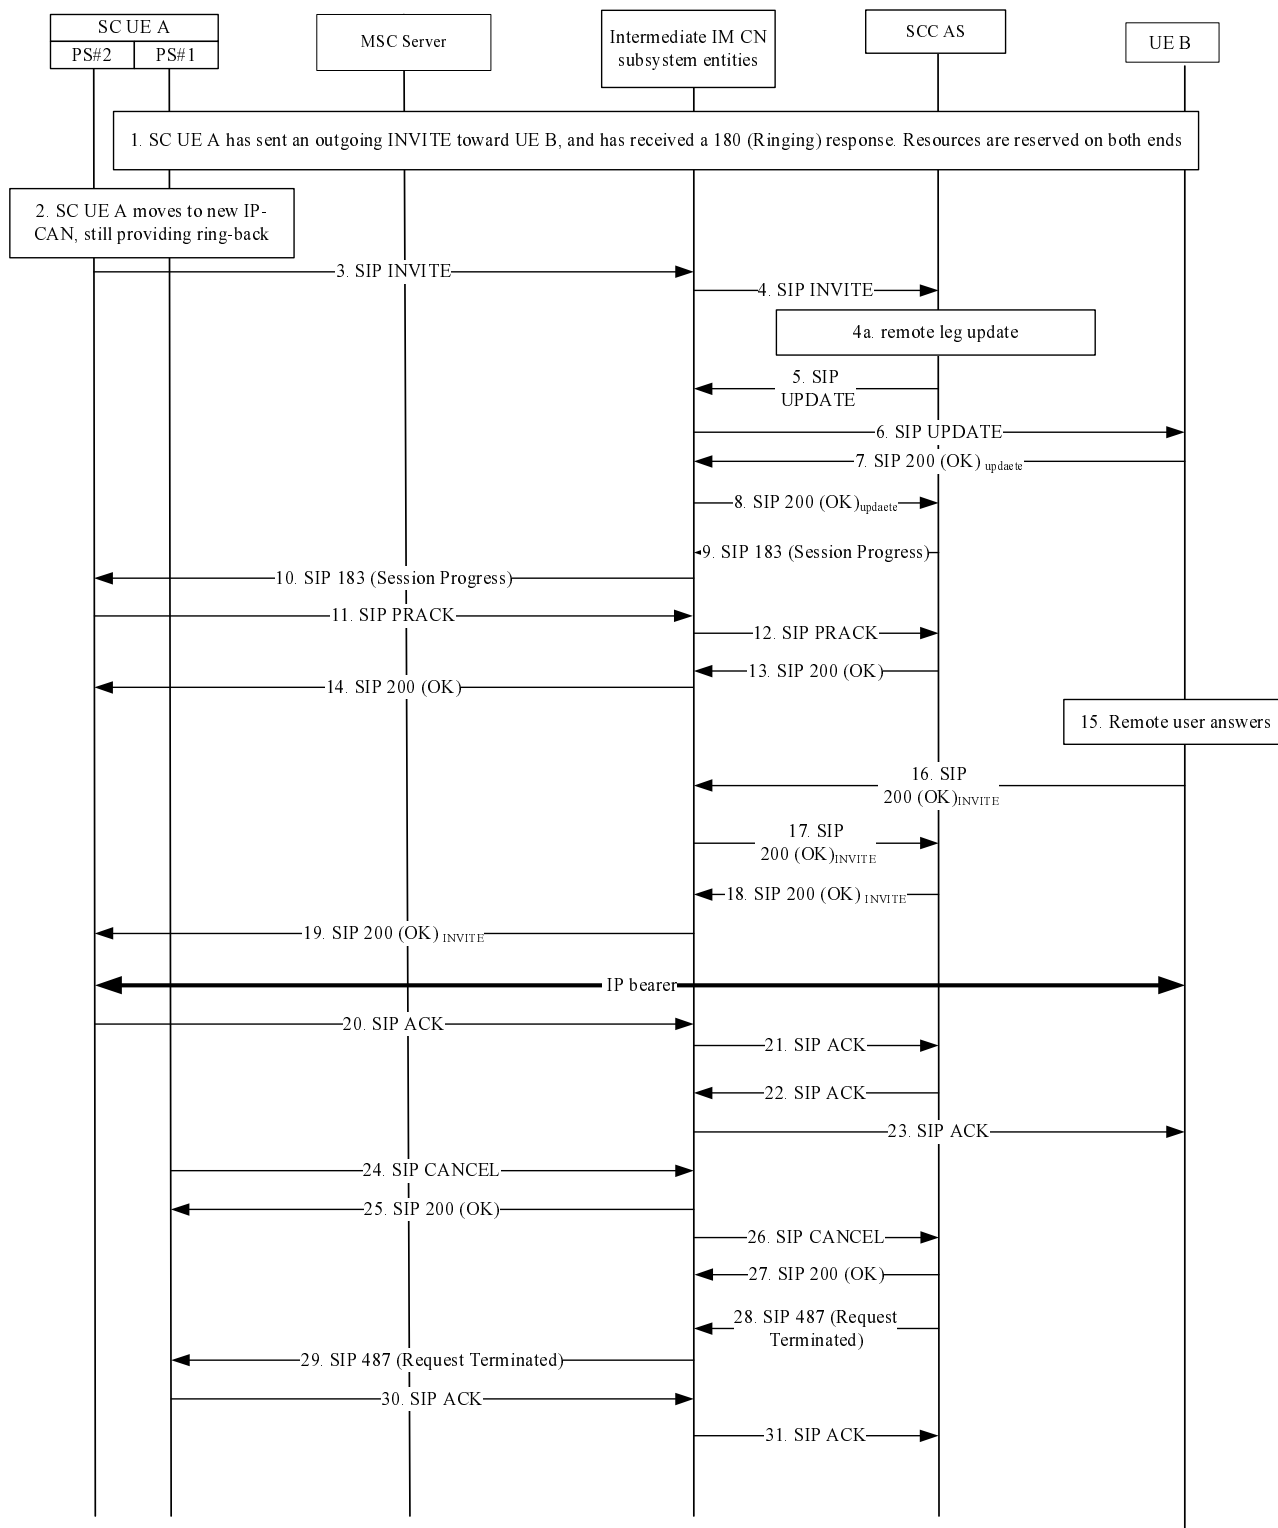 SC UE A
PS#2
PS#1
MSC Server
Intermediate IM CN
subsystem entities
SCC AS
UE B
1. SC UE A has sent an outgoing INVITE toward UE B, and has received a 180 (Ringing) response. Resources are reserved on both ends
2. SC UE A moves to new IP-
CAN, still providing ring-back
3. SIP INVITE
4. SIP INVITE
4a. remote leg update
5. SIP
UPDATE
6. SIP UPDATE
7. SIP 200 (OK) updaete
8. SIP 200 (OK)updaete
9. SIP 183 (Session Progress)
10. SIP 183 (Session Progress)
11. SIP PRACK
12. SIP PRACK
13. SIP 200 (OK)
14. SIP 200 (OK)
15. Remote user answers
16. SIP
200 (OK)INVITE
17. SIP
200 (OK)INVITE
18. SIP 200 (OK) INVITE
19. SIP 200 (OK) INVITE
IP bearer
20. SIP ACK
21. SIP ACK
22. SIP ACK
23. SIP ACK
24. SIP CANCEL
25. SIP 200 (OK)
26. SIP CANCEL
27. SIP 200 (OK)
28. SIP 487 (Request
Terminated)
29. SIP 487 (Request Terminated)
30. SIP ACK
31. SIP ACK